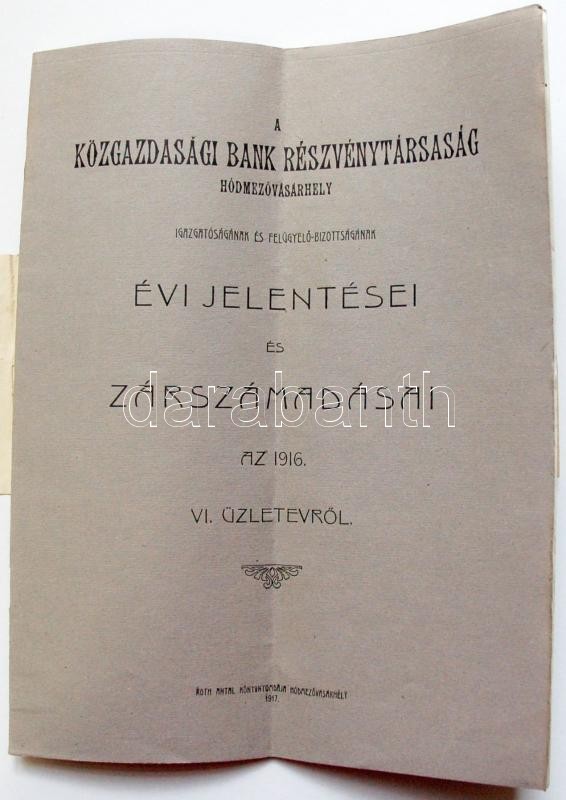 A
KÖZGAZDASÁGI BANK RÉSZVÉNYTÁRSASÁG
HÓDMEZŐVÁSÁRHELY
IGAZGATÓSÁGÁNAK ÉS FELÜGYELŐ-BIZOTTSÁGÁNAK
ÉVI JELENTÉSEI
ÉS
ZÁRSZÁMADÁSAI
darabanth
AZ 1916.
VI. ÜZLETEVRŐL.
ROTH ANTAL KÖNYVNYOMDÁJA HÓDMEZŐVÁSÁRHELY
1917.